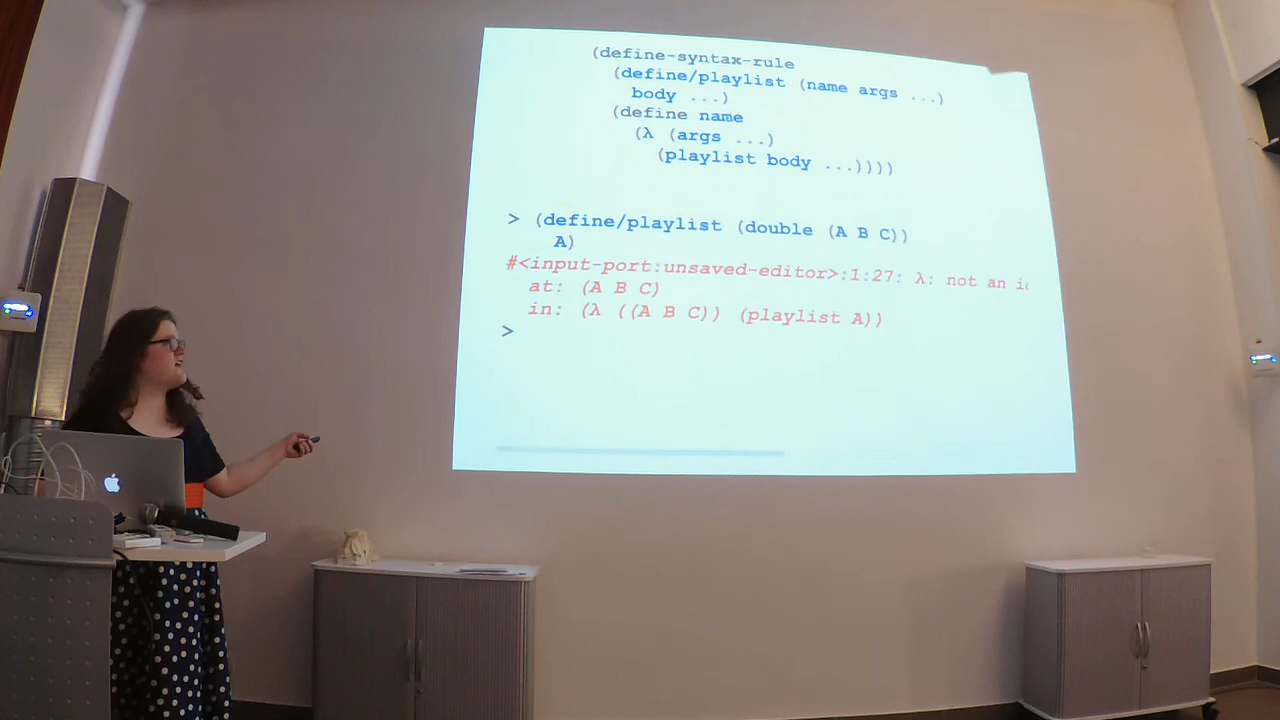 (define-syntax-rule
(define/playlist (name args ...)
body ...)
(define name
(λ (args ...)
(playlist body ...))))
> (define/playlist (double (A B C))
A)
#<input-port:unsaved-editor>:1:27: λ: not an
at: (A B C)
in: (λ ((A B C)) (playlist A))
>